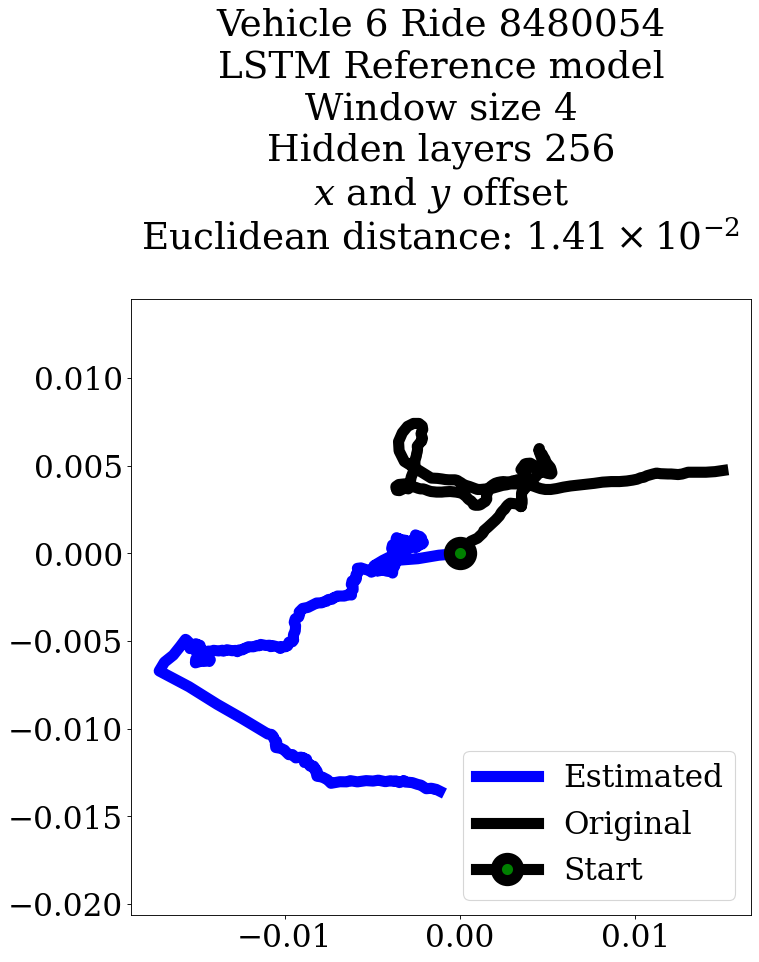 Vehicle 6 Ride 8480054
LSTM Reference model
Window size 4
Hidden layers 256
x and y offset
Euclidean distance: 1.41 × 10⁻²
0.010
0.005
0.000
−0.005
−0.010
−0.015
−0.020
−0.01 0.00 0.01
Estimated
Original
Start